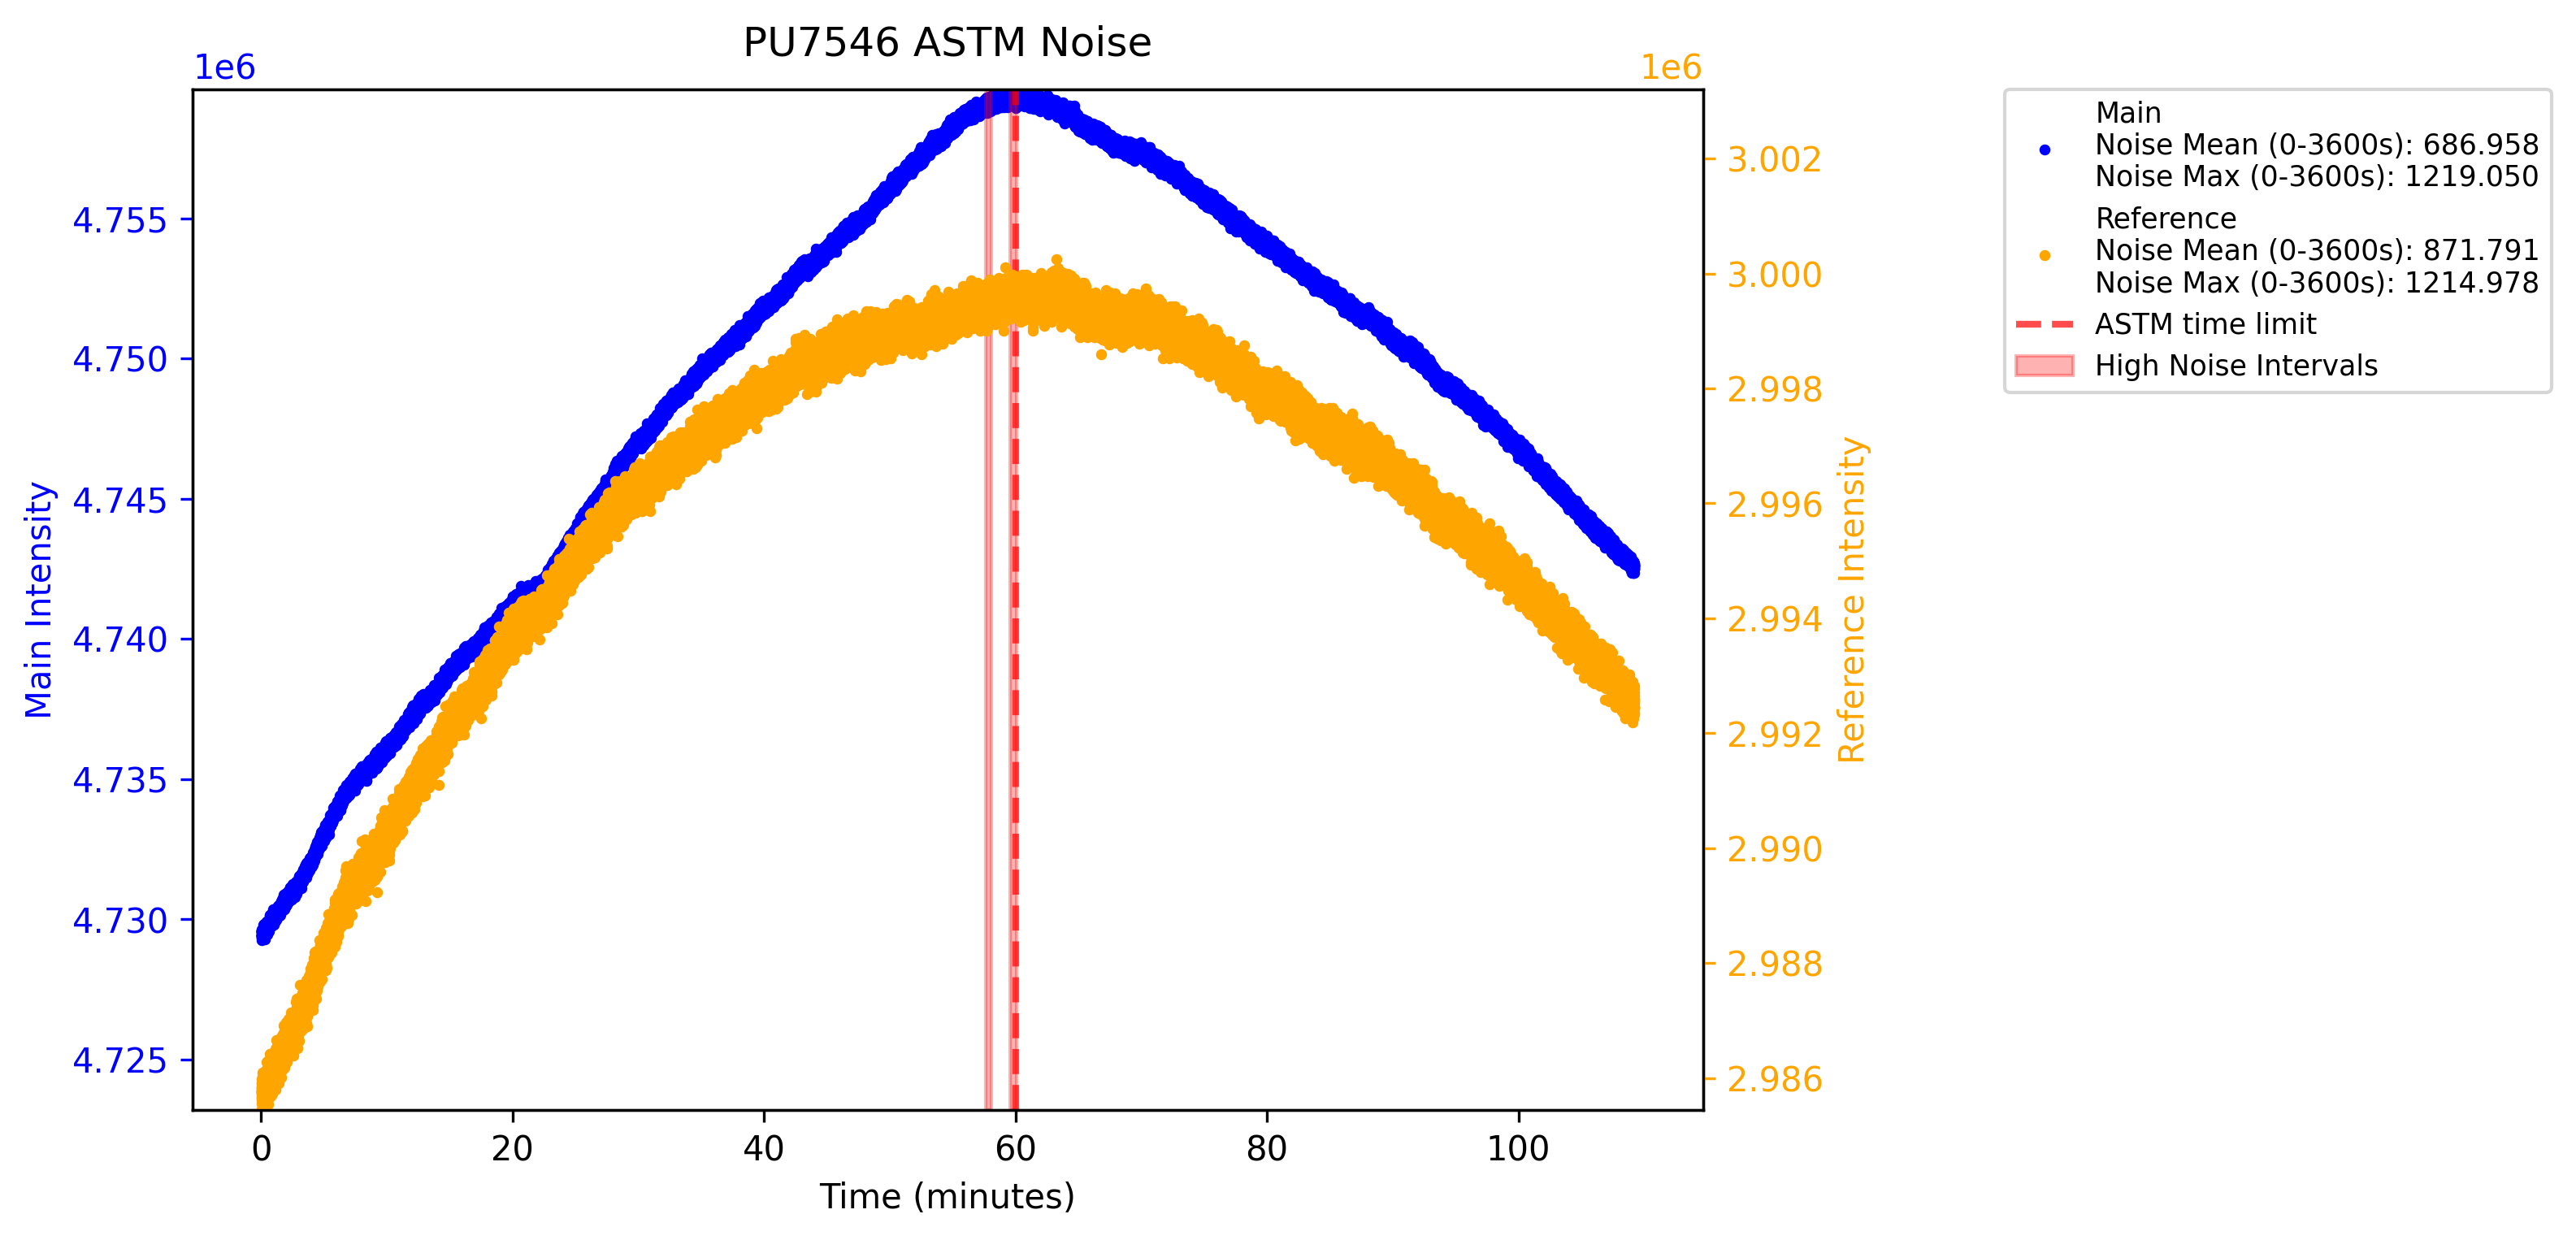 PU7546 ASTM Noise
1e6
1e6
Main Intensity
4.755
4.750
4.745
4.740
4.735
4.730
4.725
3.002
3.000
2.998
2.996
2.994
2.992
2.990
2.988
2.986
Reference Intensity
0 20 40 60 80 100
Time (minutes)
Main
Noise Mean (0-3600s): 686.958
Noise Max (0-3600s): 1219.050
Reference
Noise Mean (0-3600s): 871.791
Noise Max (0-3600s): 1214.978
ASTM time limit
High Noise Intervals